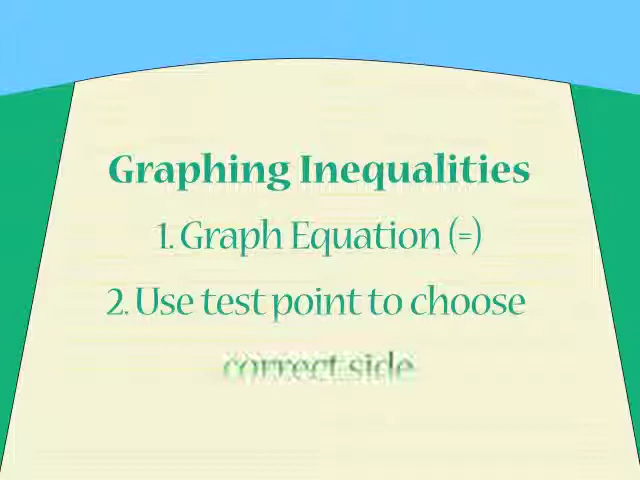 Graphing Inequalities
1. Graph Equation (=)
2. Use test point to choose
correct side